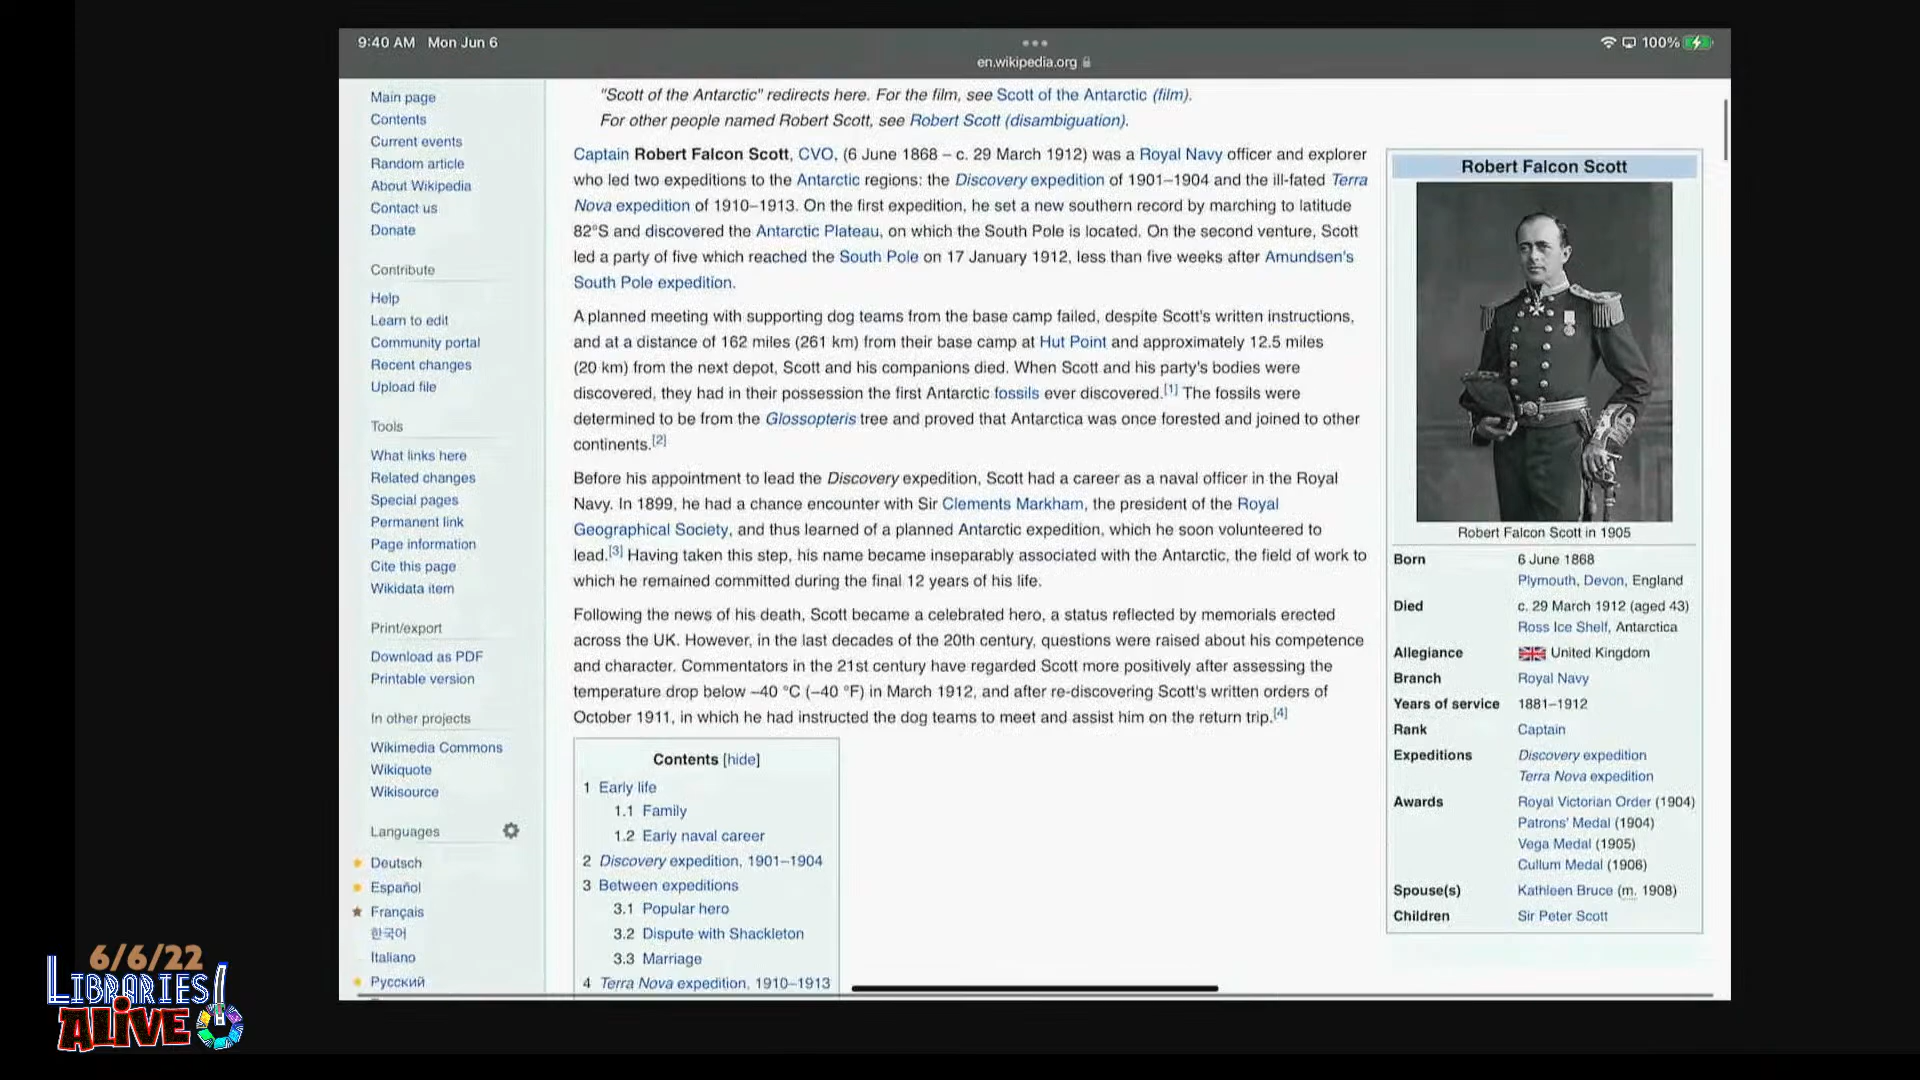 9:40 AM Mon Jun 6
100%
en.wikipedia.org
Main page
Contents
Current events
Random article
About Wikipedia
Contact us
Donate
Contribute
Help
Learn to edit
Community portal
Recent changes
Upload file
Tools
What links here
Related changes
Special pages
Permanent link
Page information
Cite this page
Wikidata item
Print/export
Download as PDF
Printable version
In other projects
Wikimedia Commons
Wikiquote
Wikisource
Languages
Deutsch
Español
Français
한국어
Italiano
Русский
"Scott of the Antarctic" redirects here. For the film, see Scott of the Antarctic (film).
For other people named Robert Scott, see Robert Scott (disambiguation).
Captain Robert Falcon Scott, CVO, (6 June 1868 – c. 29 March 1912) was a Royal Navy officer and explorer
who led two expeditions to the Antarctic regions: the Discovery expedition of 1901–1904 and the ill-fated Terra
Nova expedition of 1910–1913. On the first expedition, he set a new southern record by marching to latitude
82°S and discovered the Antarctic Plateau, on which the South Pole is located. On the second venture, Scott
led a party of five which reached the South Pole on 17 January 1912, less than five weeks after Amundsen's
South Pole expedition.
A planned meeting with supporting dog teams from the base camp failed, despite Scott's written instructions,
and at a distance of 162 miles (261 km) from their base camp at Hut Point and approximately 12.5 miles
(20 km) from the next depot, Scott and his companions died. When Scott and his party's bodies were
discovered, they had in their possession the first Antarctic fossils ever discovered.[1] The fossils were
determined to be from the Glossopteris tree and proved that Antarctica was once forested and joined to other
continents.[2]
Before his appointment to lead the Discovery expedition, Scott had a career as a naval officer in the Royal
Navy. In 1899, he had a chance encounter with Sir Clements Markham, the president of the Royal
Geographical Society, and thus learned of a planned Antarctic expedition, which he soon volunteered to
lead.[3] Having taken this step, his name became inseparably associated with the Antarctic, the field of work to
which he remained committed during the final 12 years of his life.
Following the news of his death, Scott became a celebrated hero, a status reflected by memorials erected
across the UK. However, in the last decades of the 20th century, questions were raised about his competence
and character. Commentators in the 21st century have regarded Scott more positively after assessing the
temperature drop below −40 °C (−40 °F) in March 1912, and after re-discovering Scott's written orders of
October 1911, in which he had instructed the dog teams to meet and assist him on the return trip.[4]
Contents [hide]
1 Early life
1.1 Family
1.2 Early naval career
2 Discovery expedition, 1901–1904
3 Between expeditions
3.1 Popular hero
3.2 Dispute with Shackleton
3.3 Marriage
4 Terra Nova expedition, 1910–1913
Robert Falcon Scott
Robert Falcon Scott in 1905
Born 6 June 1868
Plymouth, Devon, England
Died c. 29 March 1912 (aged 43)
Ross Ice Shelf, Antarctica
Allegiance United Kingdom
Branch Royal Navy
Years of service 1881–1912
Rank Captain
Expeditions Discovery expedition
Terra Nova expedition
Awards Royal Victorian Order (1904)
Patrons' Medal (1904)
Vega Medal (1905)
Cullum Medal (1906)
Spouse(s) Kathleen Bruce (m. 1908)
Children Sir Peter Scott
6/6/22
LIBRARIES
ALIVE